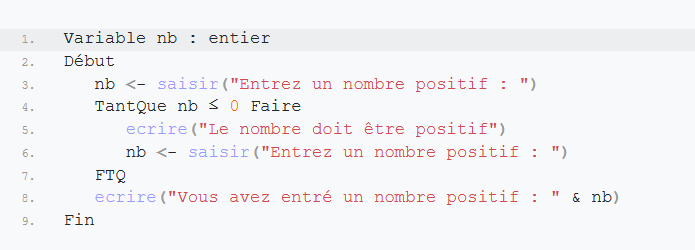 1. Variable nb : entier
2. Début
3. nb <- saisir("Entrez un nombre positif : ")
4. TantQue nb ≤ 0 Faire
5. ecrire("Le nombre doit être positif")
6. nb <- saisir("Entrez un nombre positif : ")
7. FTQ
8. ecrire("Vous avez entré un nombre positif : " & nb)
9. Fin